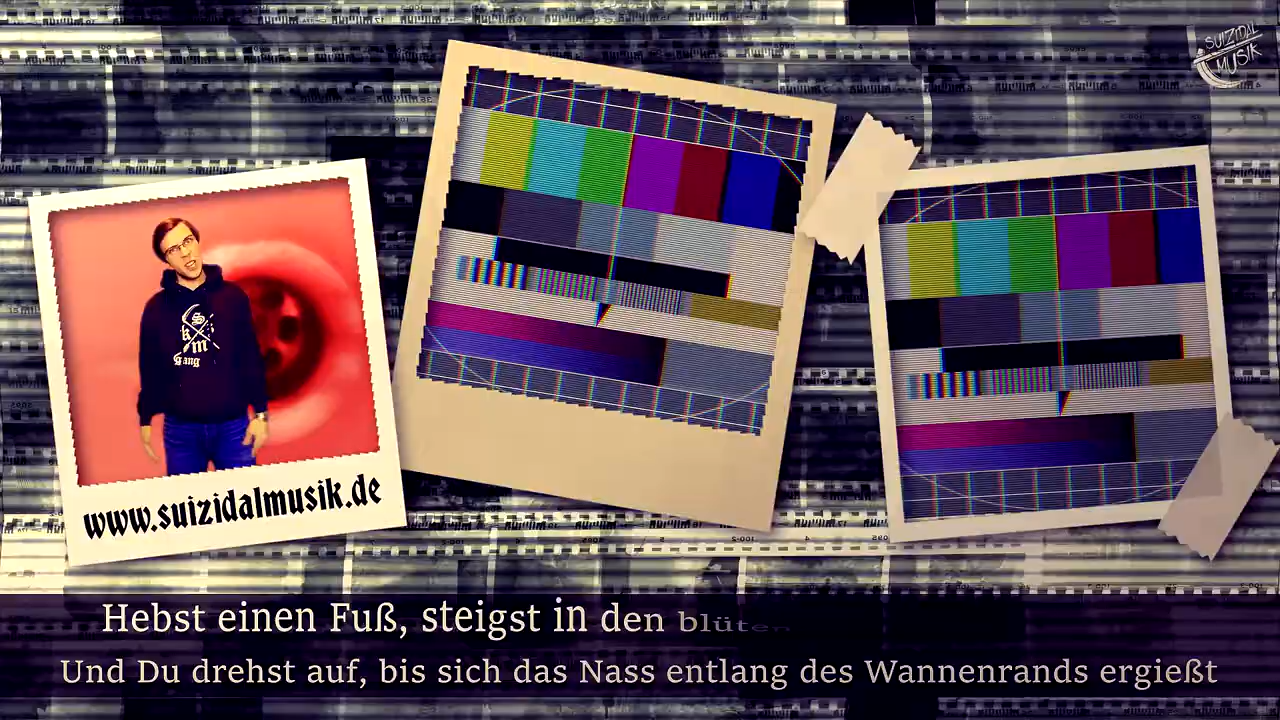 SUIZIDAL
MUSIK
S
k m
gang
www.suizidalmusik.de
Hebst einen Fuß, steigst in den
Und Du drehst auf, bis sich das Nass entlang des Wannenrands ergießt